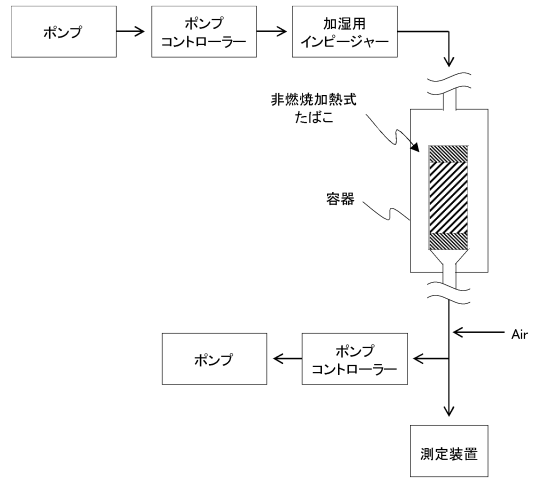 ポンプ
ポンプ
コントローラー
加湿用
インピージャー
非燃焼加熱式
たばこ
容器
Air
ポンプ
ポンプ
コントローラー
測定装置